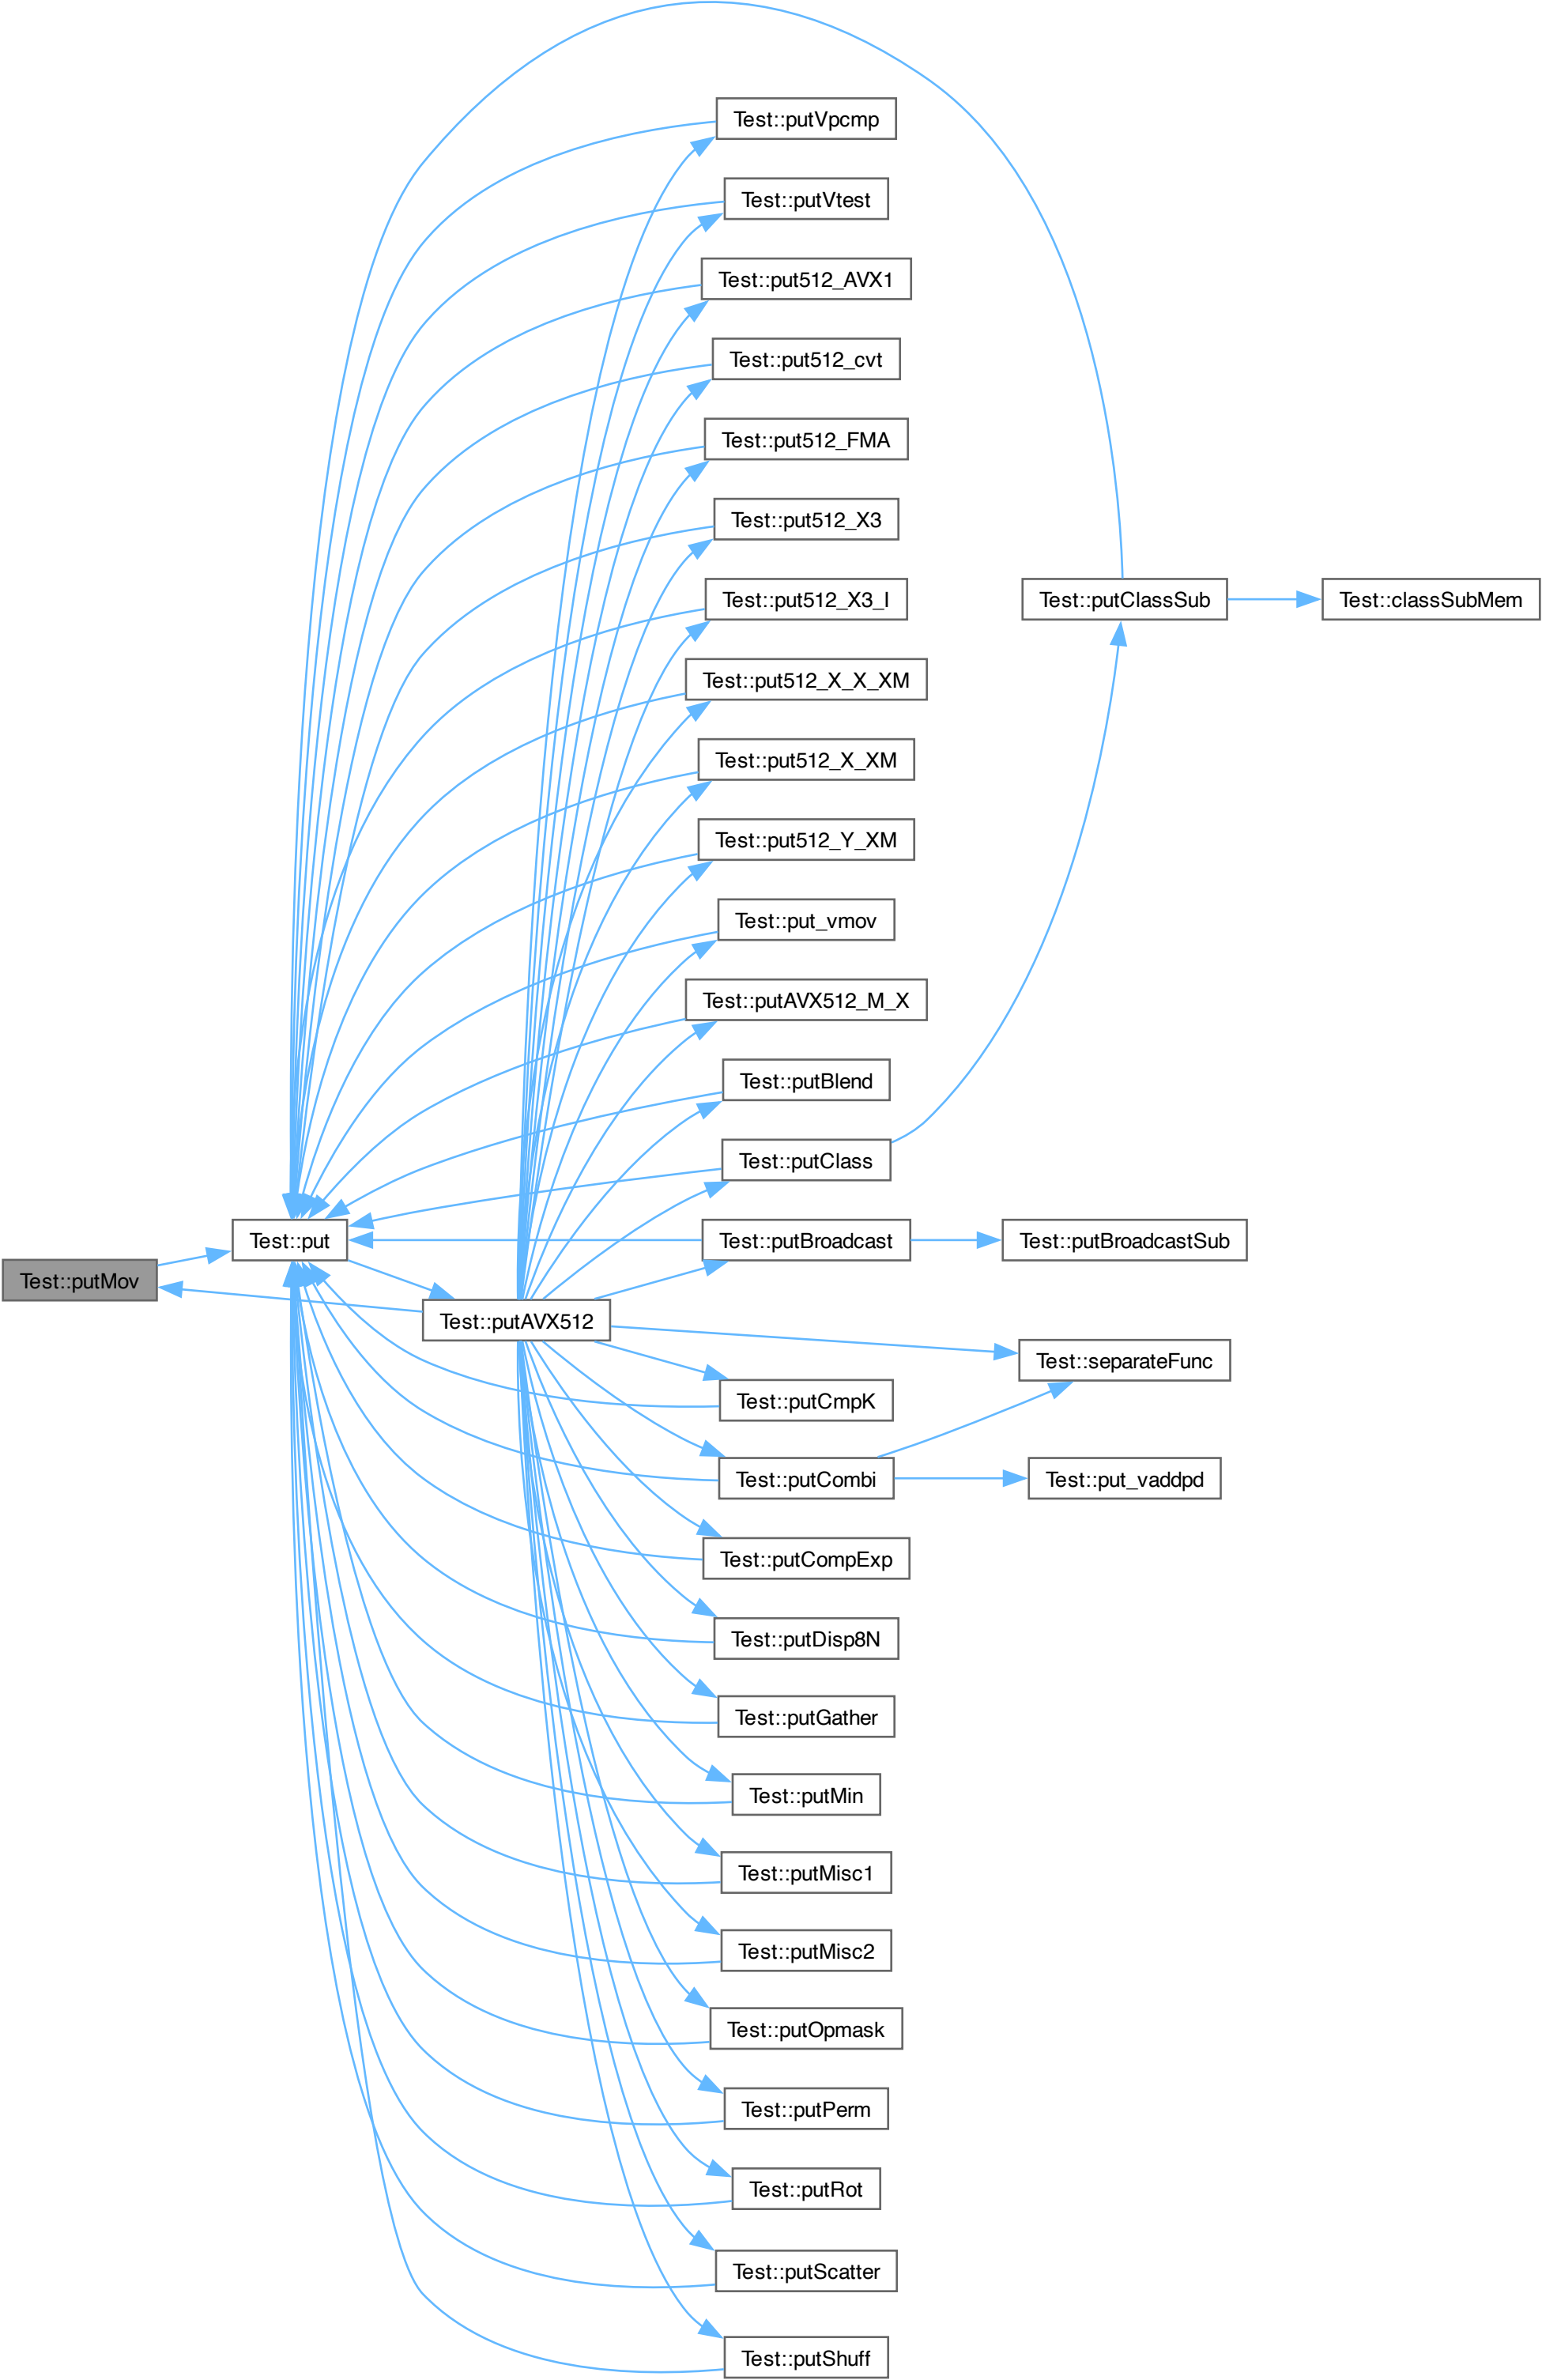 Test::putVpcmp
Test::putVtest
Test::put512_AVX1
Test::put512_cvt
Test::put512_FMA
Test::put512_X3
Test::put512_X3_I
Test::putClassSub
Test::classSubMem
Test::put512_X_X_XM
Test::put512_X_XM
Test::put512_Y_XM
Test::put_vmov
Test::putAVX512_M_X
Test::putBlend
Test::putClass
Test::put
Test::putBroadcast
Test::putBroadcastSub
Test::putMov
Test::putAVX512
Test::separateFunc
Test::putCmpK
Test::putCombi
Test::put_vaddpd
Test::putCompExp
Test::putDisp8N
Test::putGather
Test::putMin
Test::putMisc1
Test::putMisc2
Test::putOpmask
Test::putPerm
Test::putRot
Test::putScatter
Test::putShuff